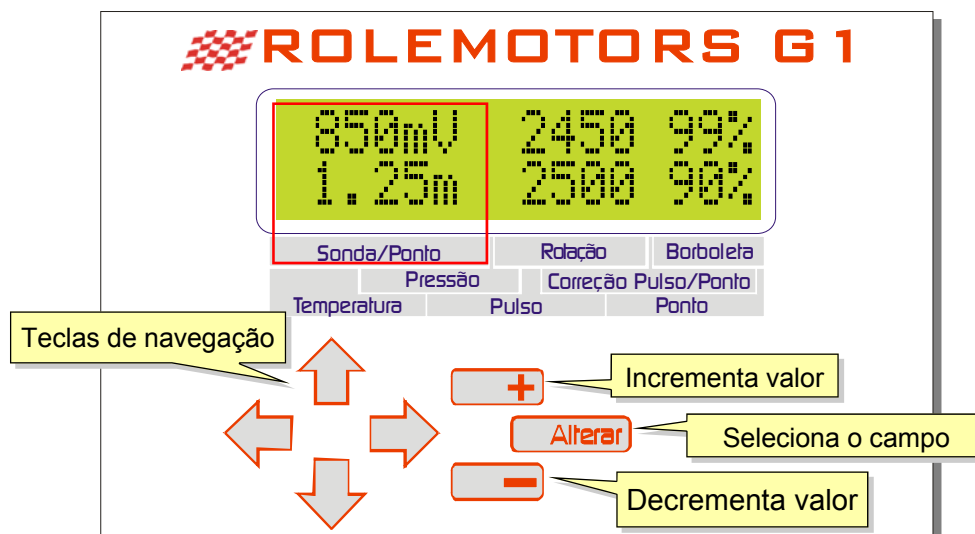 ROLEMOTORS G1
850mV 2450 99%
1.25m 2500 90%
Sonda/Ponto Rotação Borboleta
Pressão Correção Pulso/Ponto
Temperatura Pulso Ponto
Teclas de navegação
+ Incrementa valor
Alterar Seleciona o campo
- Decrementa valor